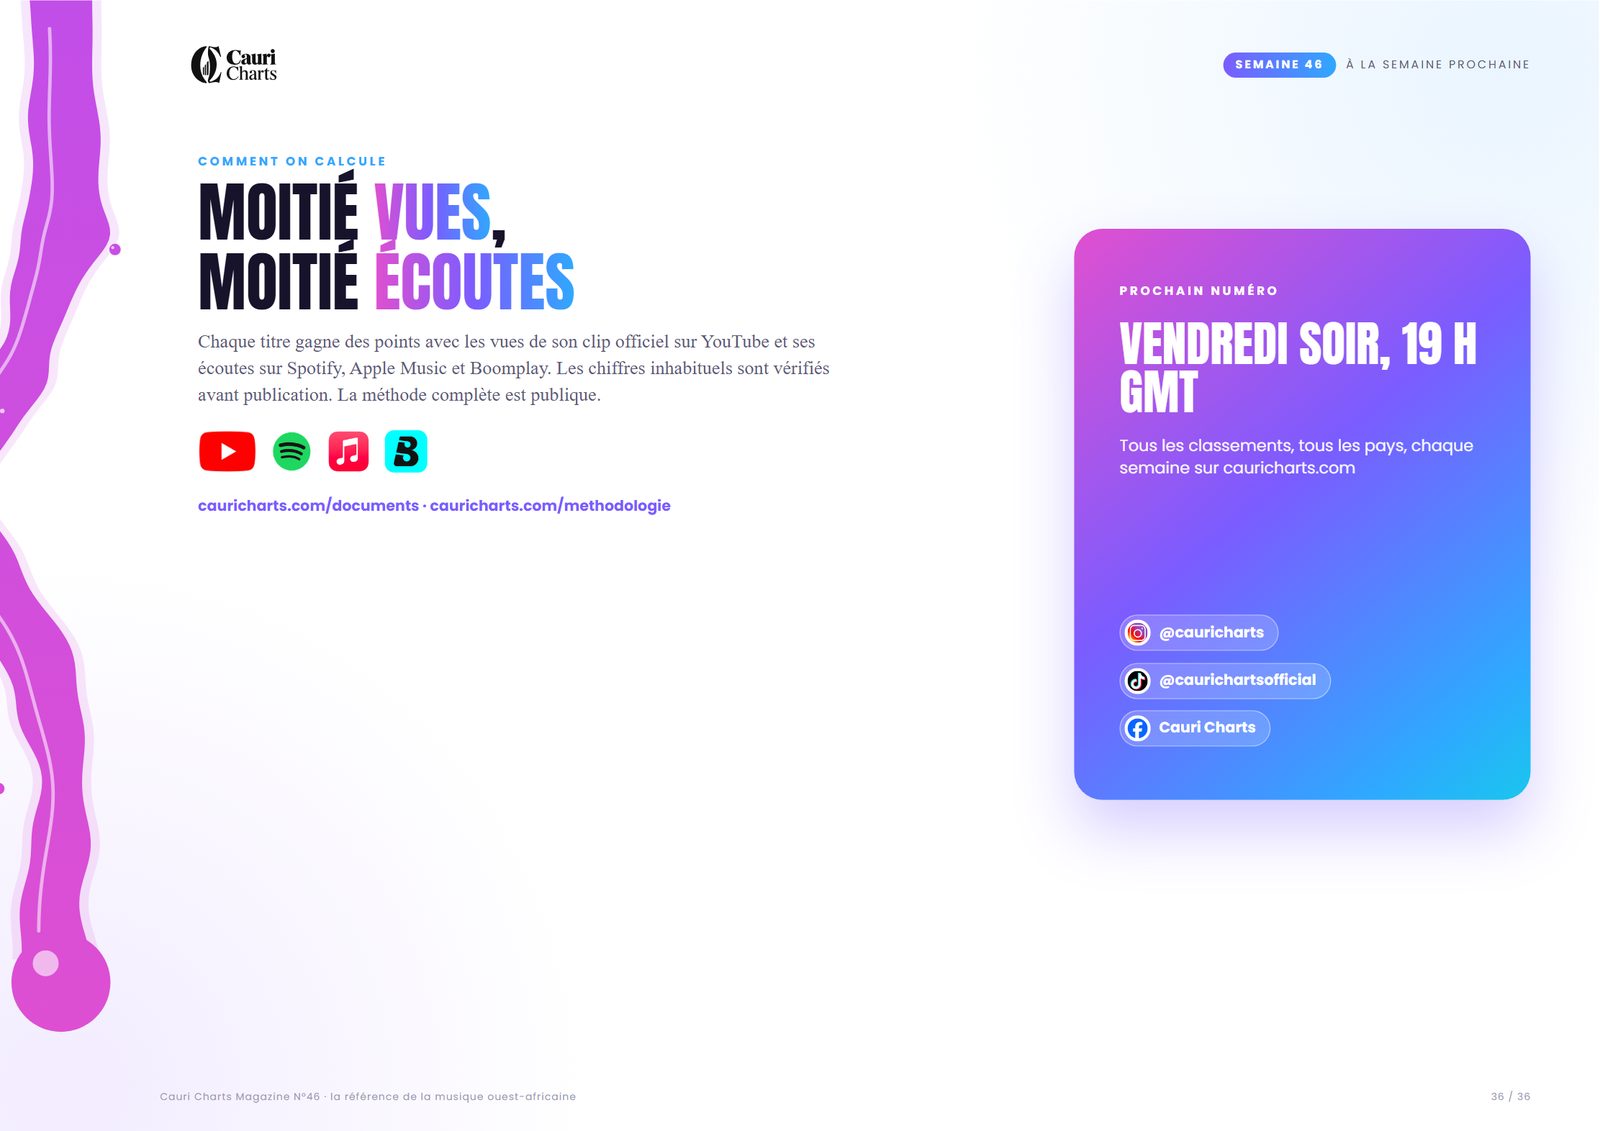 Cauri
Charts
SEMAINE 46
À LA SEMAINE PROCHAINE
COMMENT ON CALCULE
MOITIÉ VUES,
MOITIÉ ÉCOUTES
Chaque titre gagne des points avec les vues de son clip officiel sur YouTube et ses
écoutes sur Spotify, Apple Music et Boomplay. Les chiffres inhabituels sont vérifiés
avant publication. La méthode complète est publique.
cauricharts.com/documents · cauricharts.com/methodologie
PROCHAIN NUMÉRO
VENDREDI SOIR, 19 H
GMT
Tous les classements, tous les pays, chaque
semaine sur cauricharts.com
@cauricharts
@caurichartsofficial
Cauri Charts
Cauri Charts Magazine N°46 · la référence de la musique ouest-africaine
36 / 36